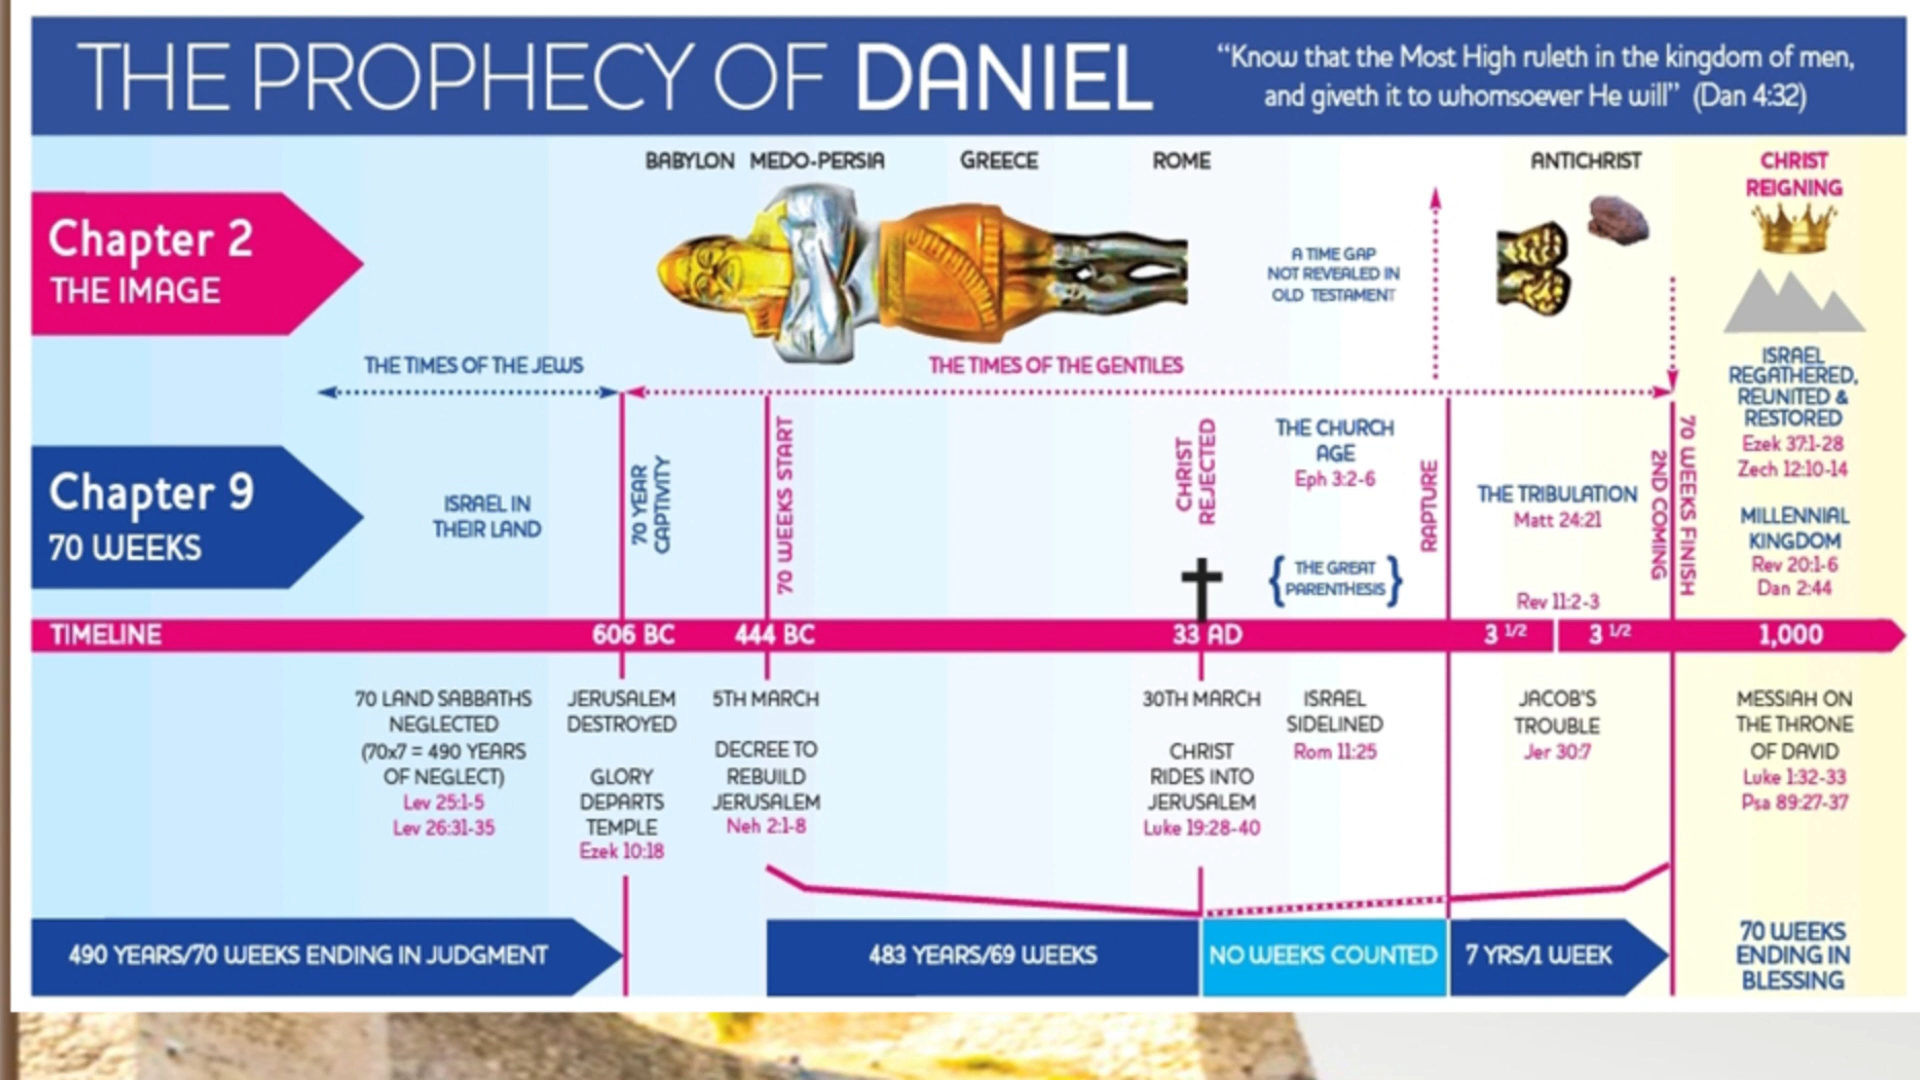 THE PROPHECY OF DANIEL
“Know that the Most High ruleth in the kingdom of men,
and giveth it to whomsoever He will” (Dan 4:32)
BABYLON
MEDO-PERSIA
GREECE
ROME
ANTICHRIST
CHRIST
REIGNING
Chapter 2
THE IMAGE
A TIME GAP
NOT REVEALED IN
OLD TESTAMENT
THE TIMES OF THE JEWS
THE TIMES OF THE GENTILES
ISRAEL
REGATHERED,
REUNITED &
RESTORED
Ezek 37:1-28
Zech 12:10-14
Chapter 9
70 WEEKS
ISRAEL IN
THEIR LAND
70 YEAR
CAPTIVITY
70 WEEKS START
CHRIST
REJECTED
THE CHURCH
AGE
Eph 3:2-6
{ THE GREAT
PARENTHESIS }
RAPTURE
THE TRIBULATION
Matt 24:21
Rev 11:2-3
2ND COMING
70 WEEKS FINISH
MILLENNIAL
KINGDOM
Rev 20:1-6
Dan 2:44
TIMELINE
606 BC
444 BC
33 AD
3 1/2
3 1/2
1,000
70 LAND SABBATHS
NEGLECTED
(70x7 = 490 YEARS
OF NEGLECT)
Lev 25:1-5
Lev 26:31-35
JERUSALEM
DESTROYED
GLORY
DEPARTS
TEMPLE
Ezek 10:18
5TH MARCH
DECREE TO
REBUILD
JERUSALEM
Neh 2:1-8
30TH MARCH
CHRIST
RIDES INTO
JERUSALEM
Luke 19:28-40
ISRAEL
SIDELINED
Rom 11:25
JACOB'S
TROUBLE
Jer 30:7
MESSIAH ON
THE THRONE
OF DAVID
Luke 1:32-33
Psa 89:27-37
490 YEARS/70 WEEKS ENDING IN JUDGMENT
483 YEARS/69 WEEKS
NO WEEKS COUNTED
7 YRS/1 WEEK
70 WEEKS
ENDING IN
BLESSING